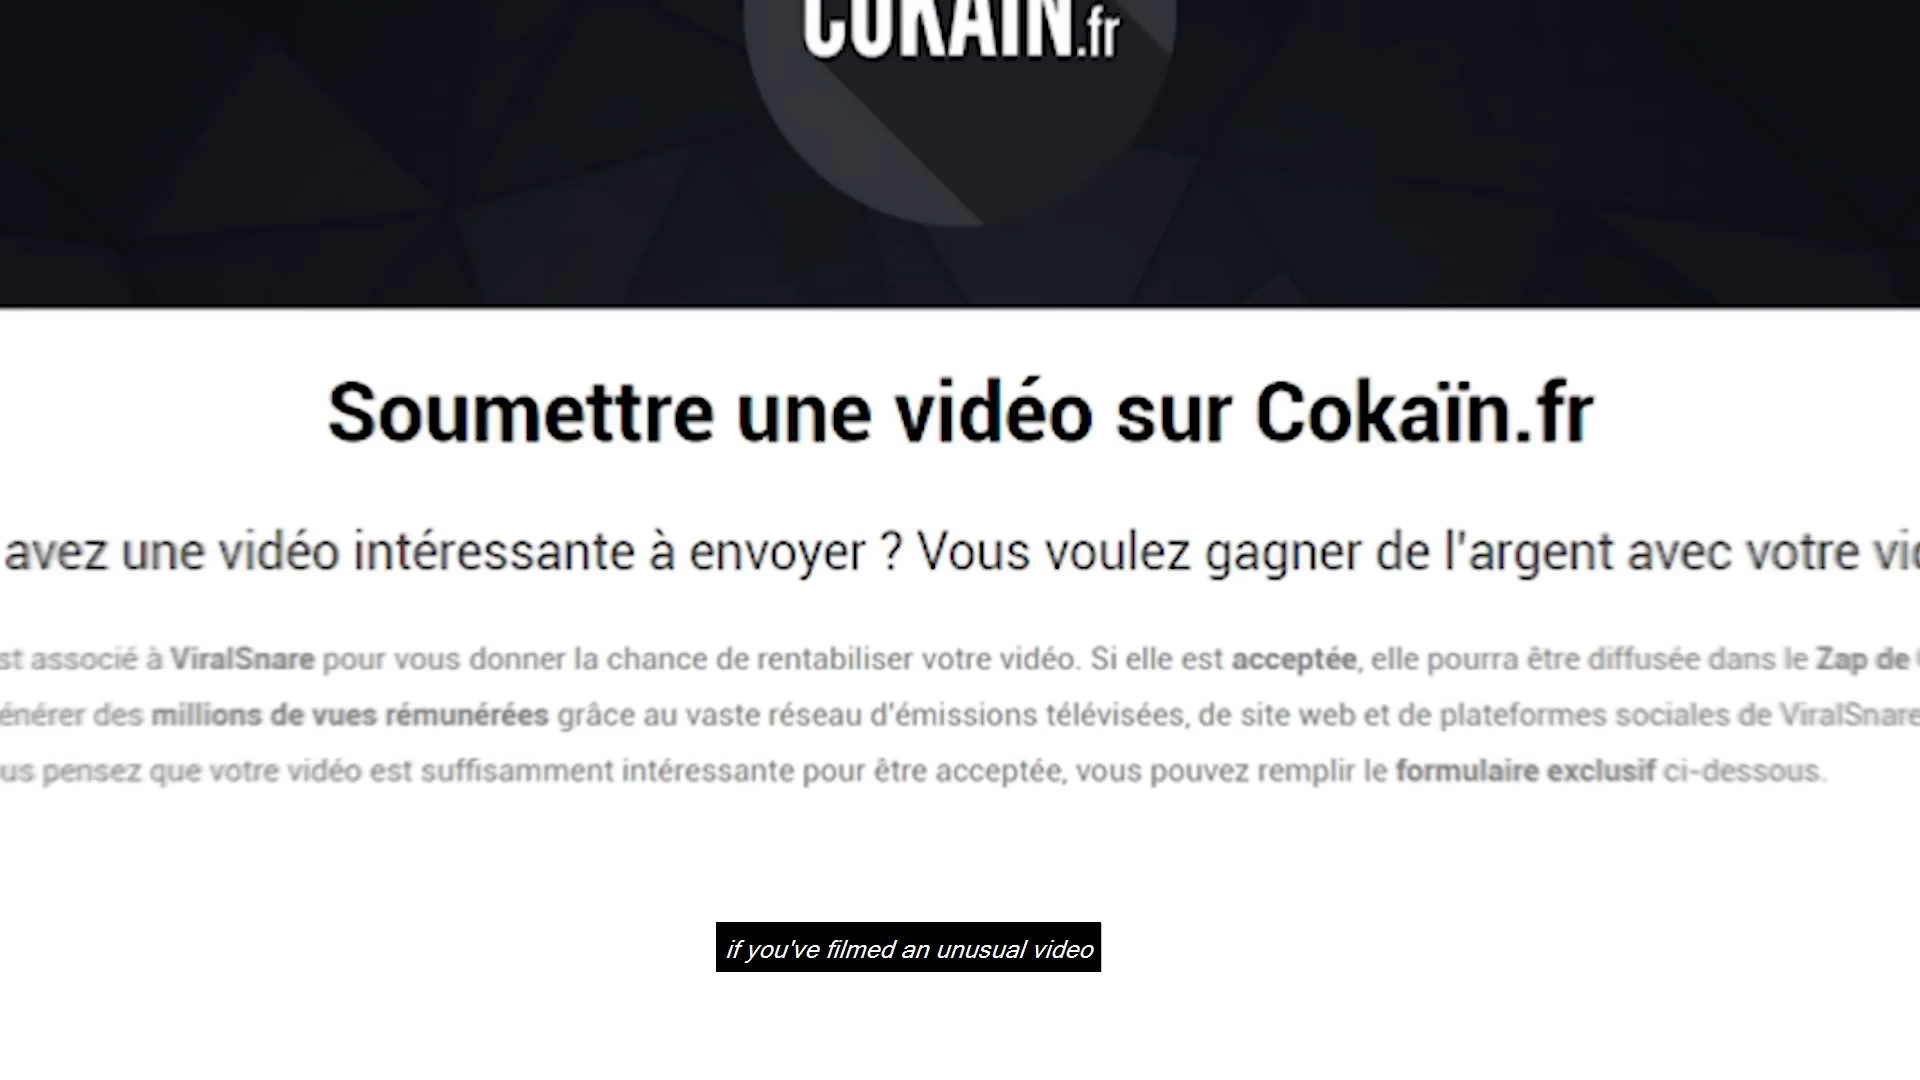 COKAÏN.fr
Soumettre une vidéo sur Cokaïn.fr
avez une vidéo intéressante à envoyer ? Vous voulez gagner de l'argent avec votre
st associé à ViralSnare pour vous donner la chance de rentabiliser votre vidéo. Si elle est acceptée, elle pourra être diffusée dans le Zap de
énérer des millions de vues rémunérées grâce au vaste réseau d'émissions télévisées, de site web et de plateformes sociales de ViralSnare
us pensez que votre vidéo est suffisamment intéressante pour être acceptée, vous pouvez remplir le formulaire exclusif ci-dessous.
if you've filmed an unusual video